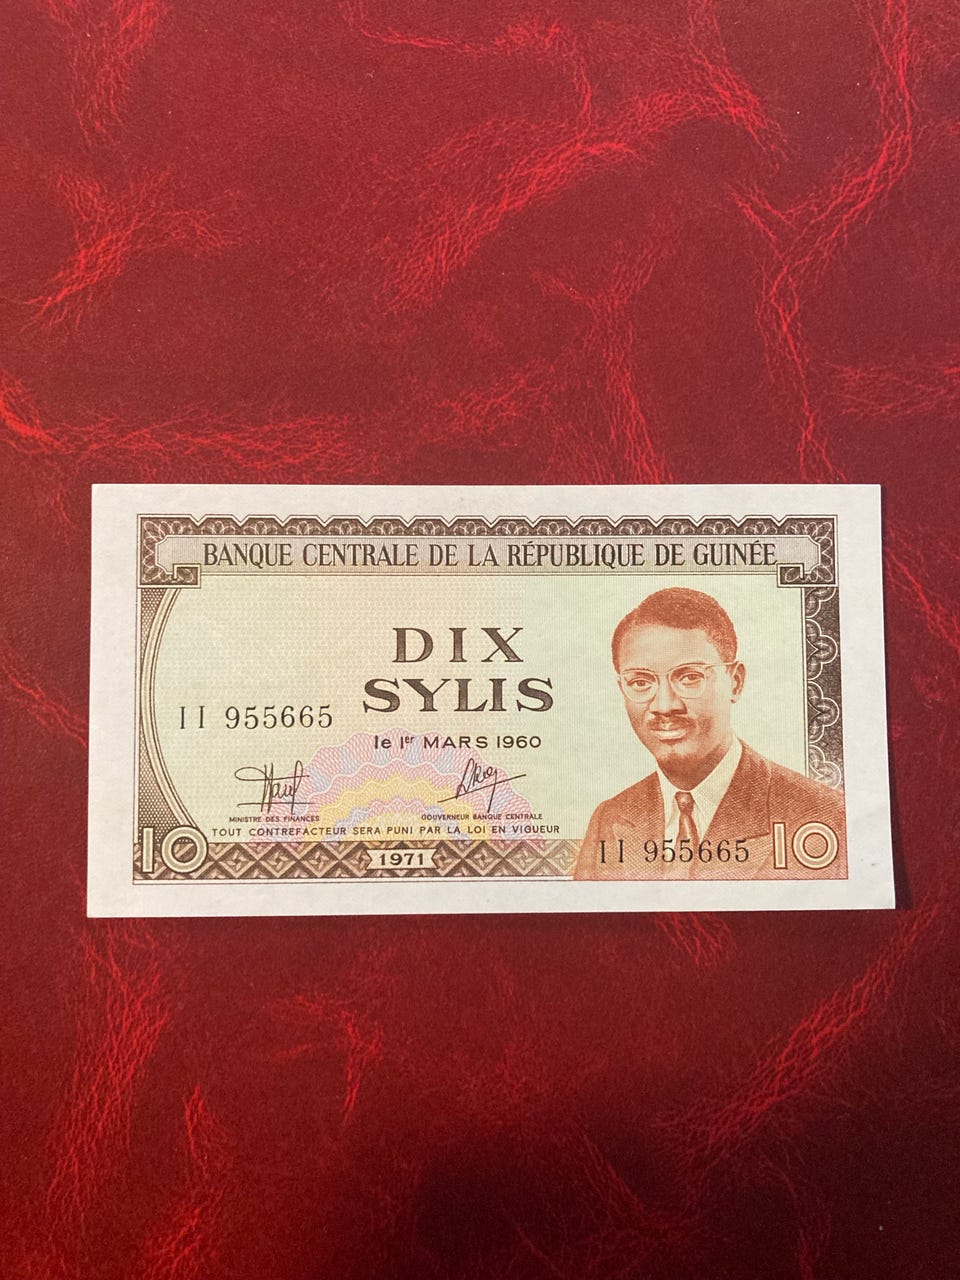 BANQUE CENTRALE DE LA RÉPUBLIQUE DE GUINÉE
DIX
SYLIS
II 955665
le 1er MARS 1960
MINISTRE DES FINANCES
GOUVERNEUR BANQUE CENTRALE
TOUT CONTREFACTEUR SERA PUNI PAR LA LOI EN VIGUEUR
10
1971
II 955665
10